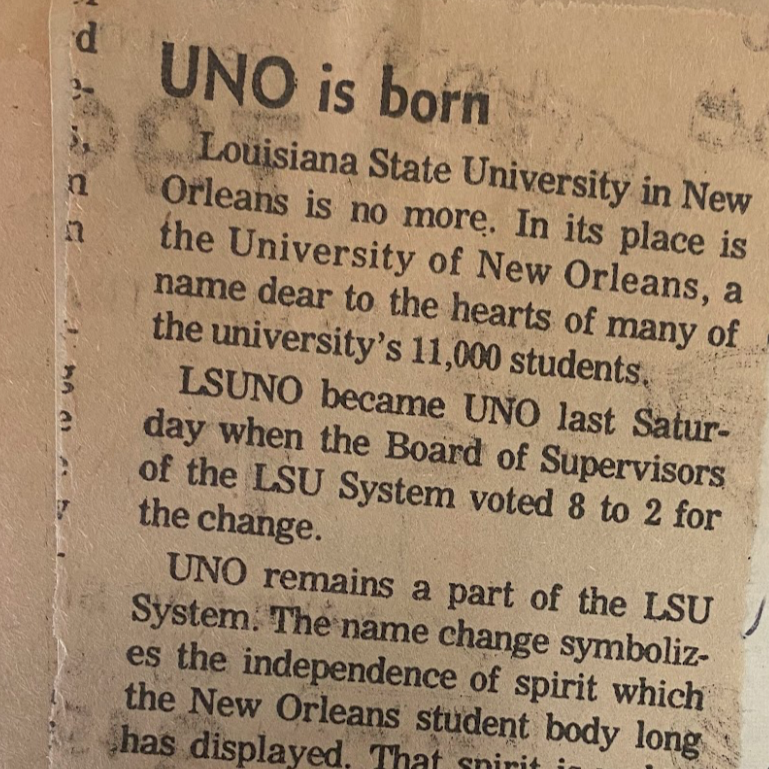 UNO is born
Louisiana State University in New
Orleans is no more. In its place is
the University of New Orleans, a
name dear to the hearts of many of
the university's 11,000 students.
LSUNO became UNO last Satur-
day when the Board of Supervisors
of the LSU System voted 8 to 2 for
the change.
UNO remains a part of the LSU
System. The name change symboliz-
es the independence of spirit which
the New Orleans student body long
has displayed. That spirit is